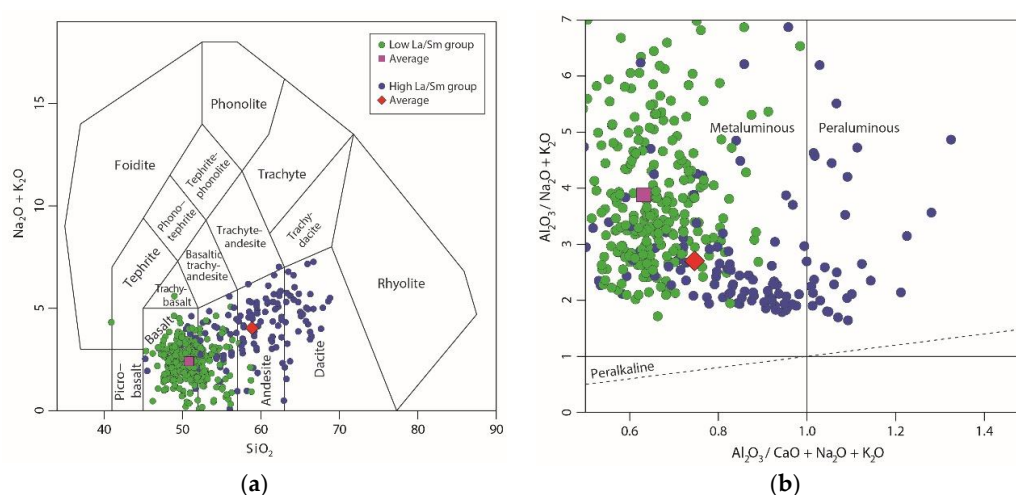 Na₂O + K₂O
15
10
5
0
Low La/Sm group
Average
High La/Sm group
Average
Phonolite
Foidite
Tephrite-
phonolite
Trachyte
Phono–
tephrite
Trachyte-
andesite
Trachy-
dacite
Tephrite
Basaltic
trachy-
andesite
Trachy-
basalt
Rhyolite
Basalt
Picro–
basalt
Andesite
Dacite
40 50 60 70 80 90
SiO₂
(a)
Al₂O₃/ Na₂O + K₂O
7
6
5
4
3
2
1
0
Metaluminous
Peraluminous
Peralkaline
0.6 0.8 1.0 1.2 1.4
Al₂O₃ / CaO + Na₂O + K₂O
(b)